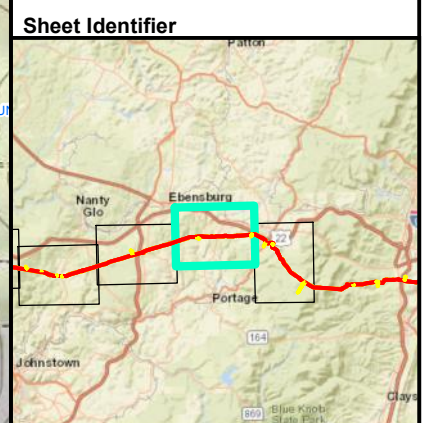 Sheet Identifier
Patton
Nanty
Glo
Ebensburg
22
Portage
164
Johnstown
Clays
869
Blue Knob
State Park